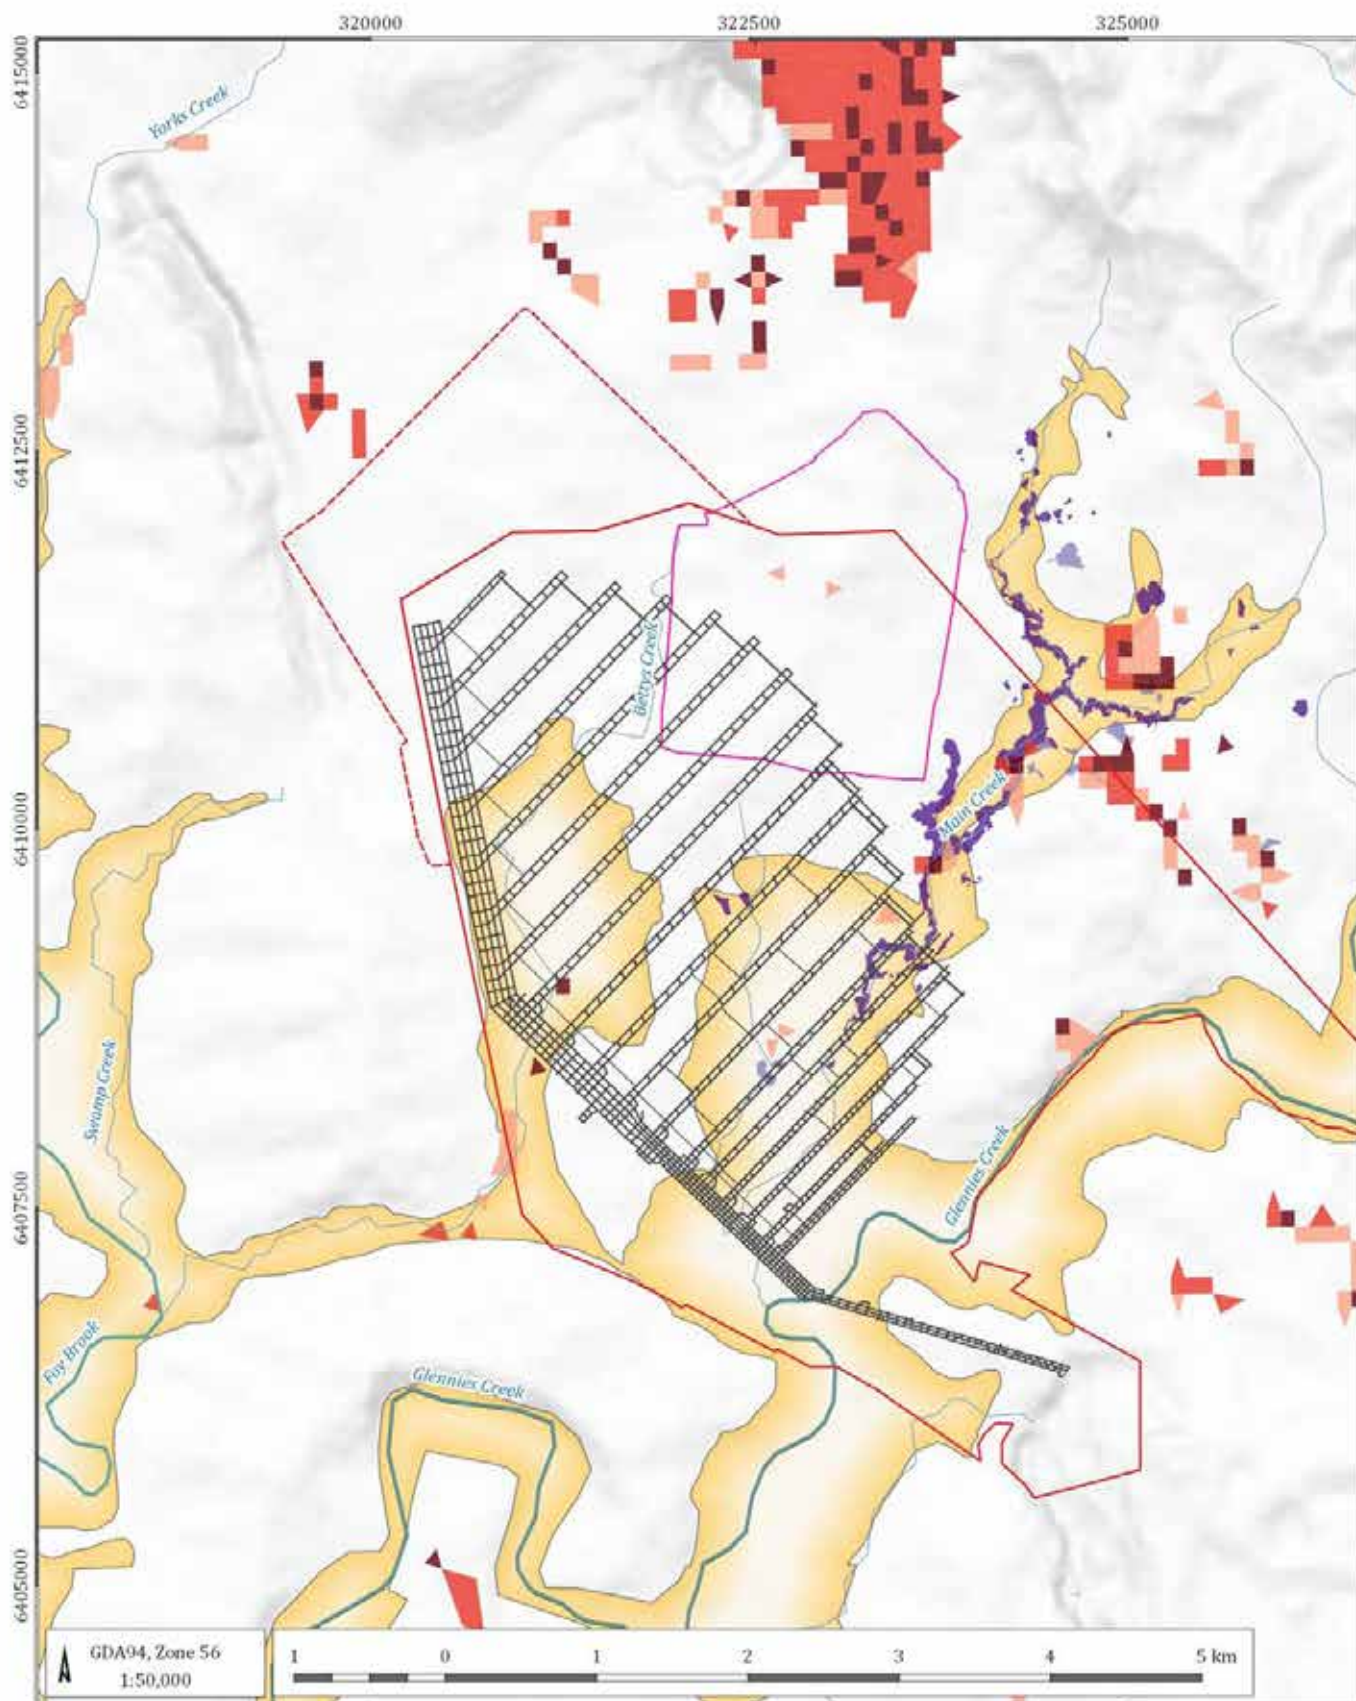 320000
322500
325000
6415000
Yorks Creek
6412500
Bettys Creek
Main Creek
6410000
Swamp Creek
Glennies Creek
6407500
Foy Brook
Glennies Creek
6405000
GDA94, Zone 56
1:50,000
1 0 1 2 3 4 5 km